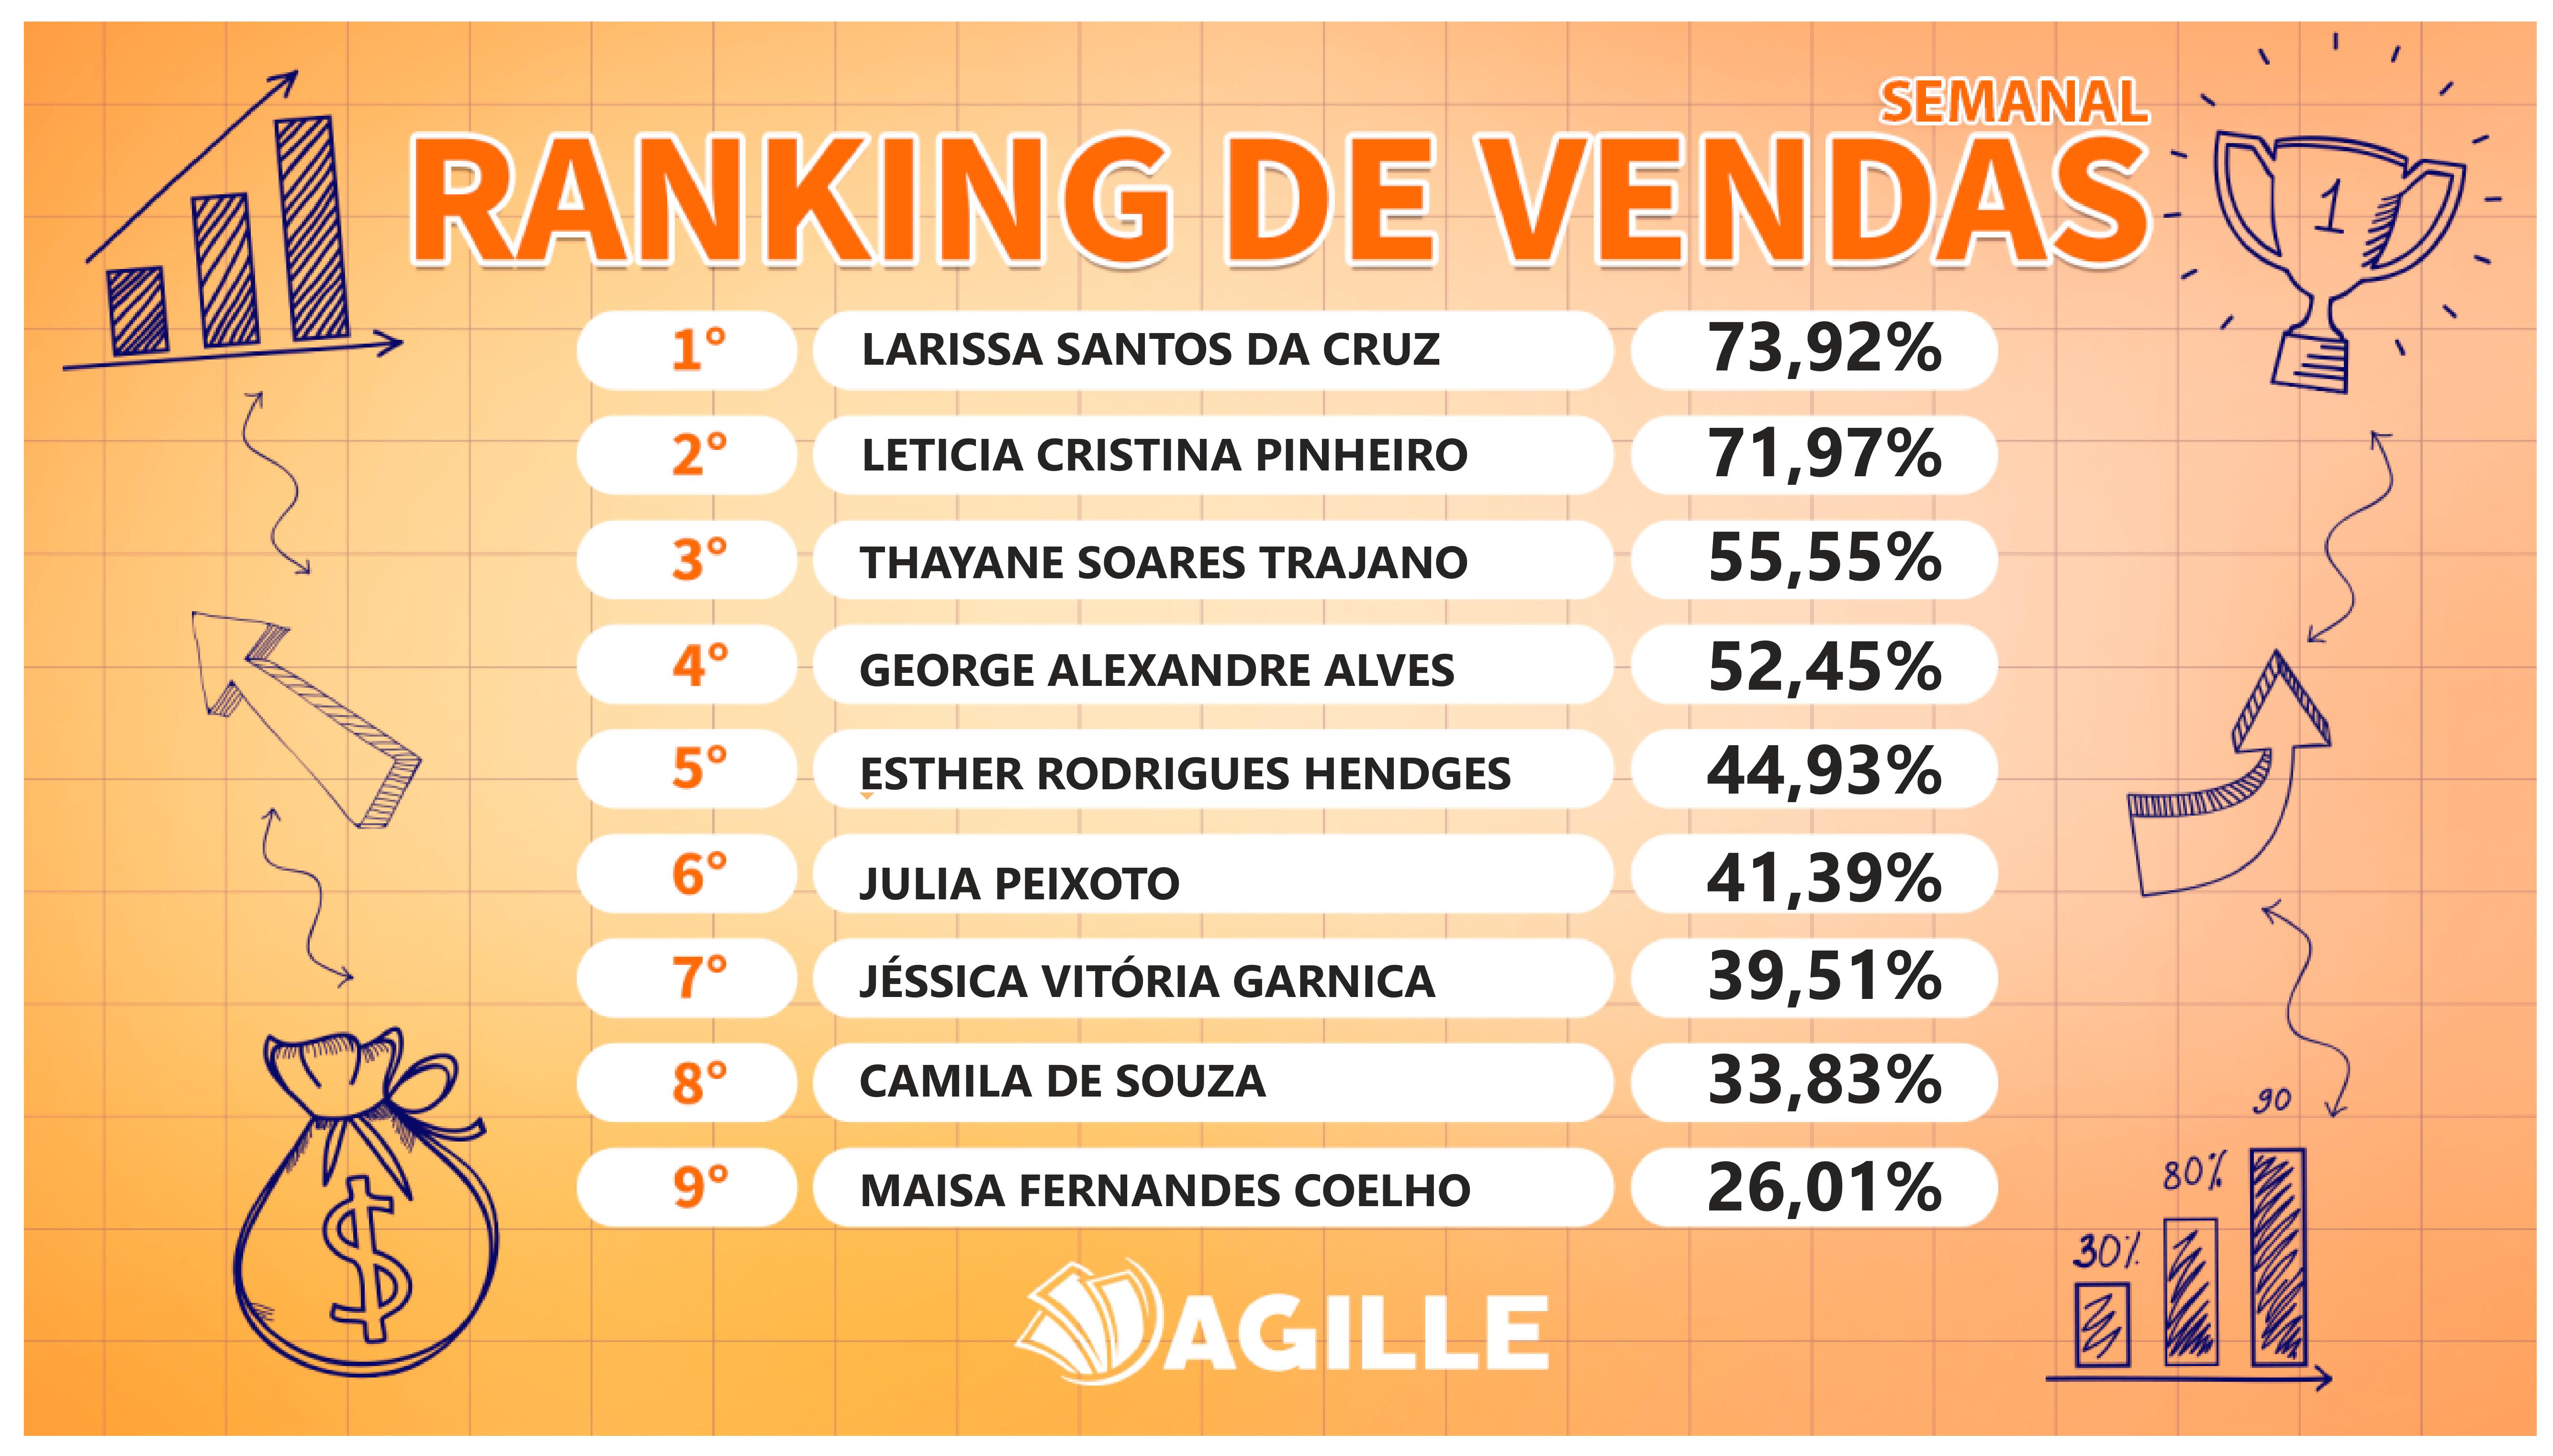 SEMANAL
RANKING DE VENDAS
1
1° LARISSA SANTOS DA CRUZ 73,92%
2° LETICIA CRISTINA PINHEIRO 71,97%
3° THAYANE SOARES TRAJANO 55,55%
4° GEORGE ALEXANDRE ALVES 52,45%
5° ESTHER RODRIGUES HENDGES 44,93%
6° JULIA PEIXOTO 41,39%
7° JÉSSICA VITÓRIA GARNICA 39,51%
8° CAMILA DE SOUZA 33,83%
9° MAISA FERNANDES COELHO 26,01%
$
90
80%
30%
AGILLE